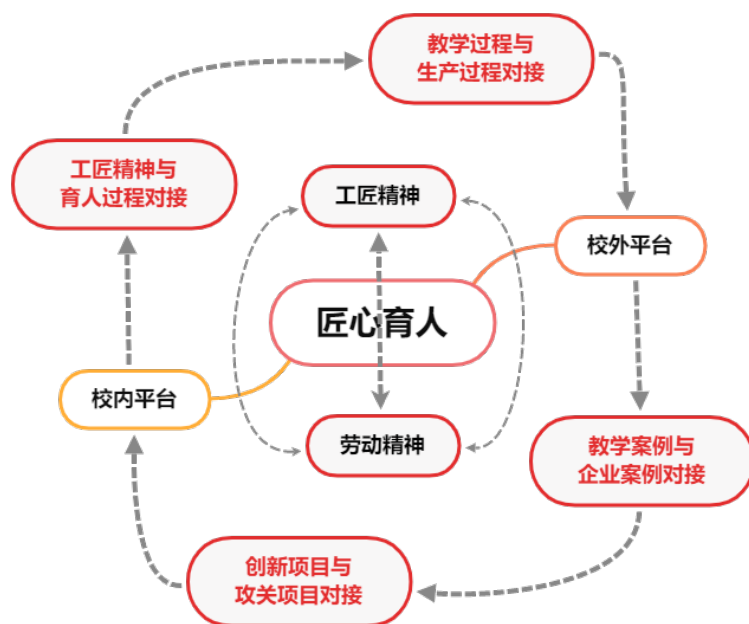 教学过程与
生产过程对接
工匠精神与
育人过程对接
工匠精神
校外平台
匠心育人
校内平台
劳动精神
教学案例与
企业案例对接
创新项目与
攻关项目对接